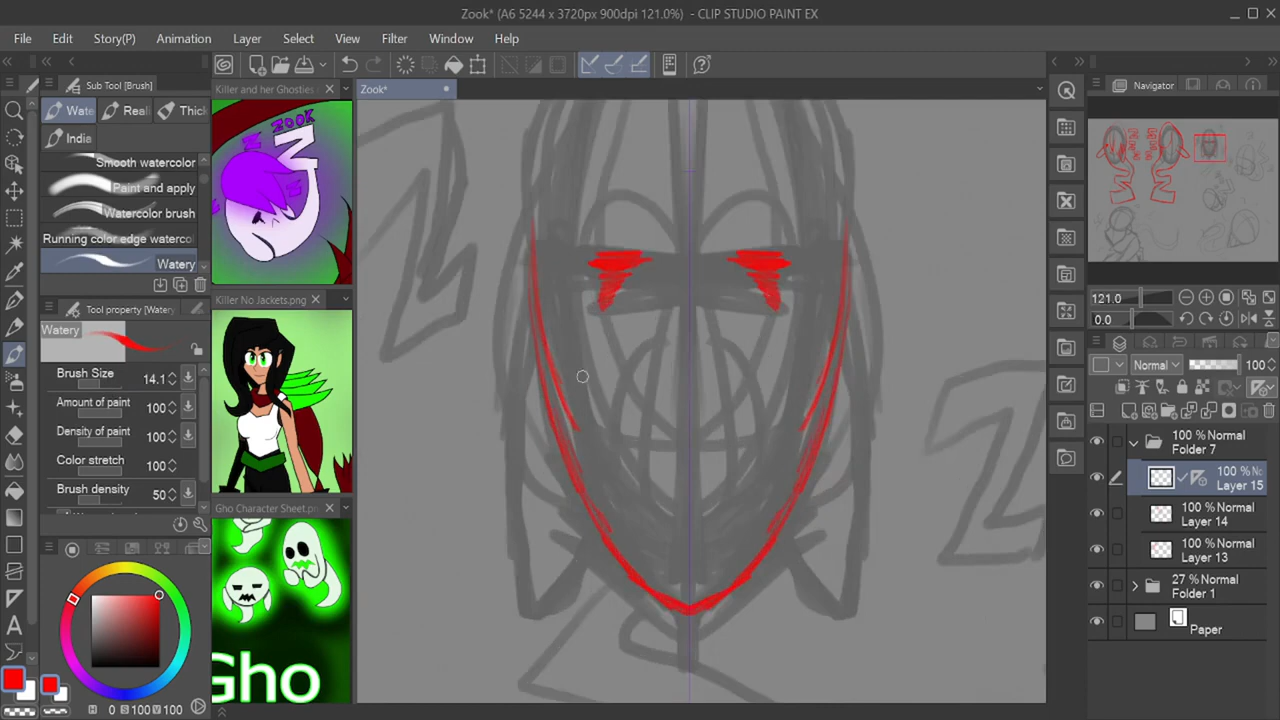 Zook* (A6 5244 x 3720px 900dpi 121.0%) - CLIP STUDIO PAINT EX
File Edit Story(P) Animation Layer Select View Filter Window Help
Sub Tool [Brush]
Killer and her Ghosties
Zook*
Navigator
Wate
Real
Thick
India
Smooth watercolor
Paint and apply
Watercolor brush
Running color edge waterco
Watery
ZOOK
Tool property [Watery
Watery
Brush Size 14.1
Amount of paint 100
Density of paint 100
Color stretch 100
Brush density 50
Killer No Jackets.png
Gho Character Sheet.png
Gho
H 0 S 100 V 100
121.0
0.0
Normal 100
100 % Normal
Folder 7
100 % Nc
Layer 15
100 % Normal
Layer 14
100 % Normal
Layer 13
27 % Normal
Folder 1
Paper